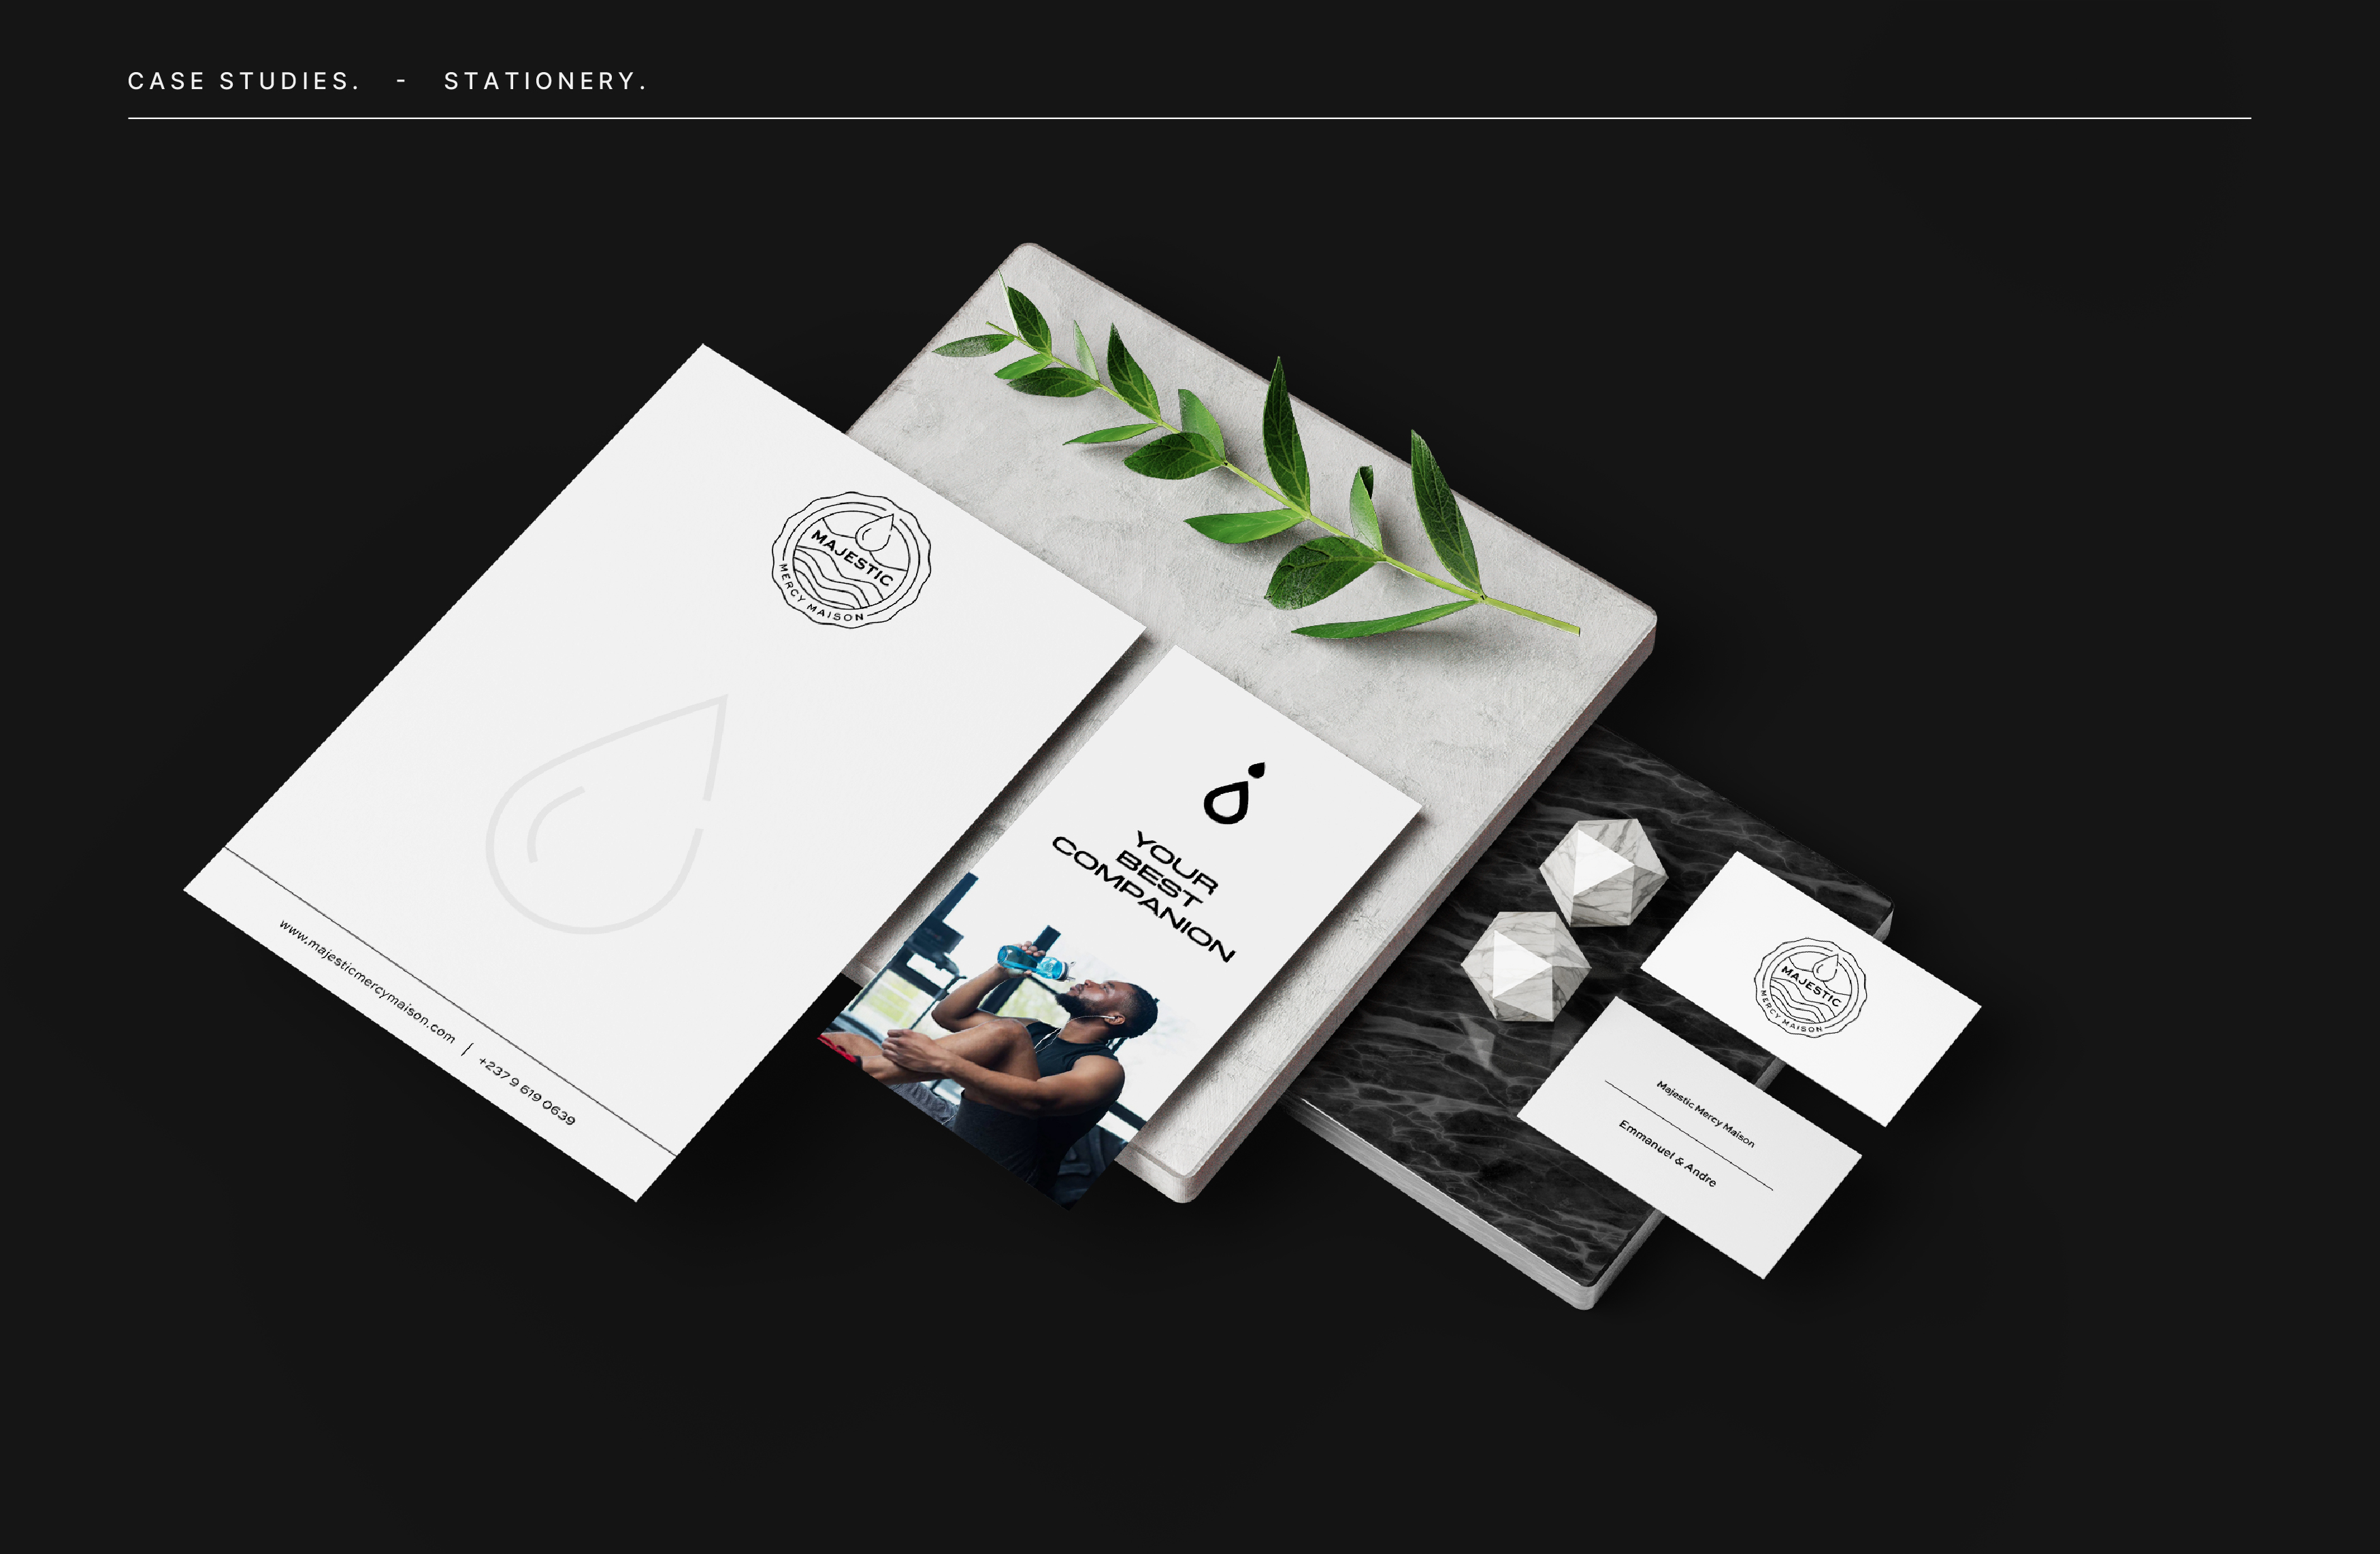 CASE STUDIES. - STATIONERY.
MAJESTIC
MERCY MAISON
www.majesticmercymaison.com | +237 9 619 0639
YOUR
BEST
COMPANION
MAJESTIC
MERCY MAISON
Majestic Mercy Maison
Emmanuel & Andre